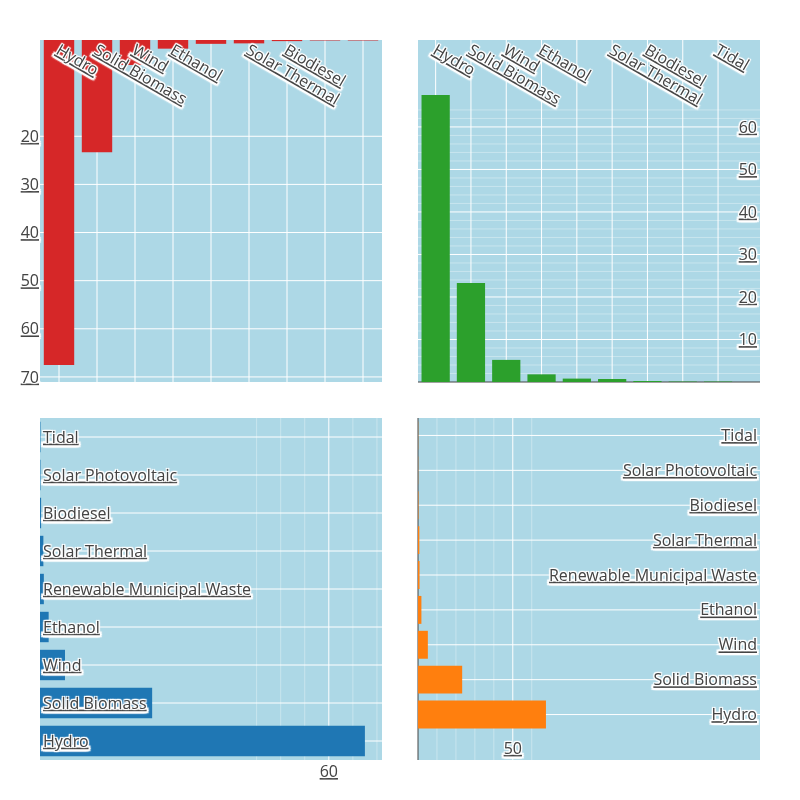 Hydro
Solid Biomass
Wind
Ethanol
Solar Thermal
Biodiesel
20
30
40
50
60
70
Hydro
Solid Biomass
Wind
Ethanol
Solar Thermal
Biodiesel
Tidal
60
50
40
30
20
10
Tidal
Solar Photovoltaic
Biodiesel
Solar Thermal
Renewable Municipal Waste
Ethanol
Wind
Solid Biomass
Hydro
60
Tidal
Solar Photovoltaic
Biodiesel
Solar Thermal
Renewable Municipal Waste
Ethanol
Wind
Solid Biomass
Hydro
50